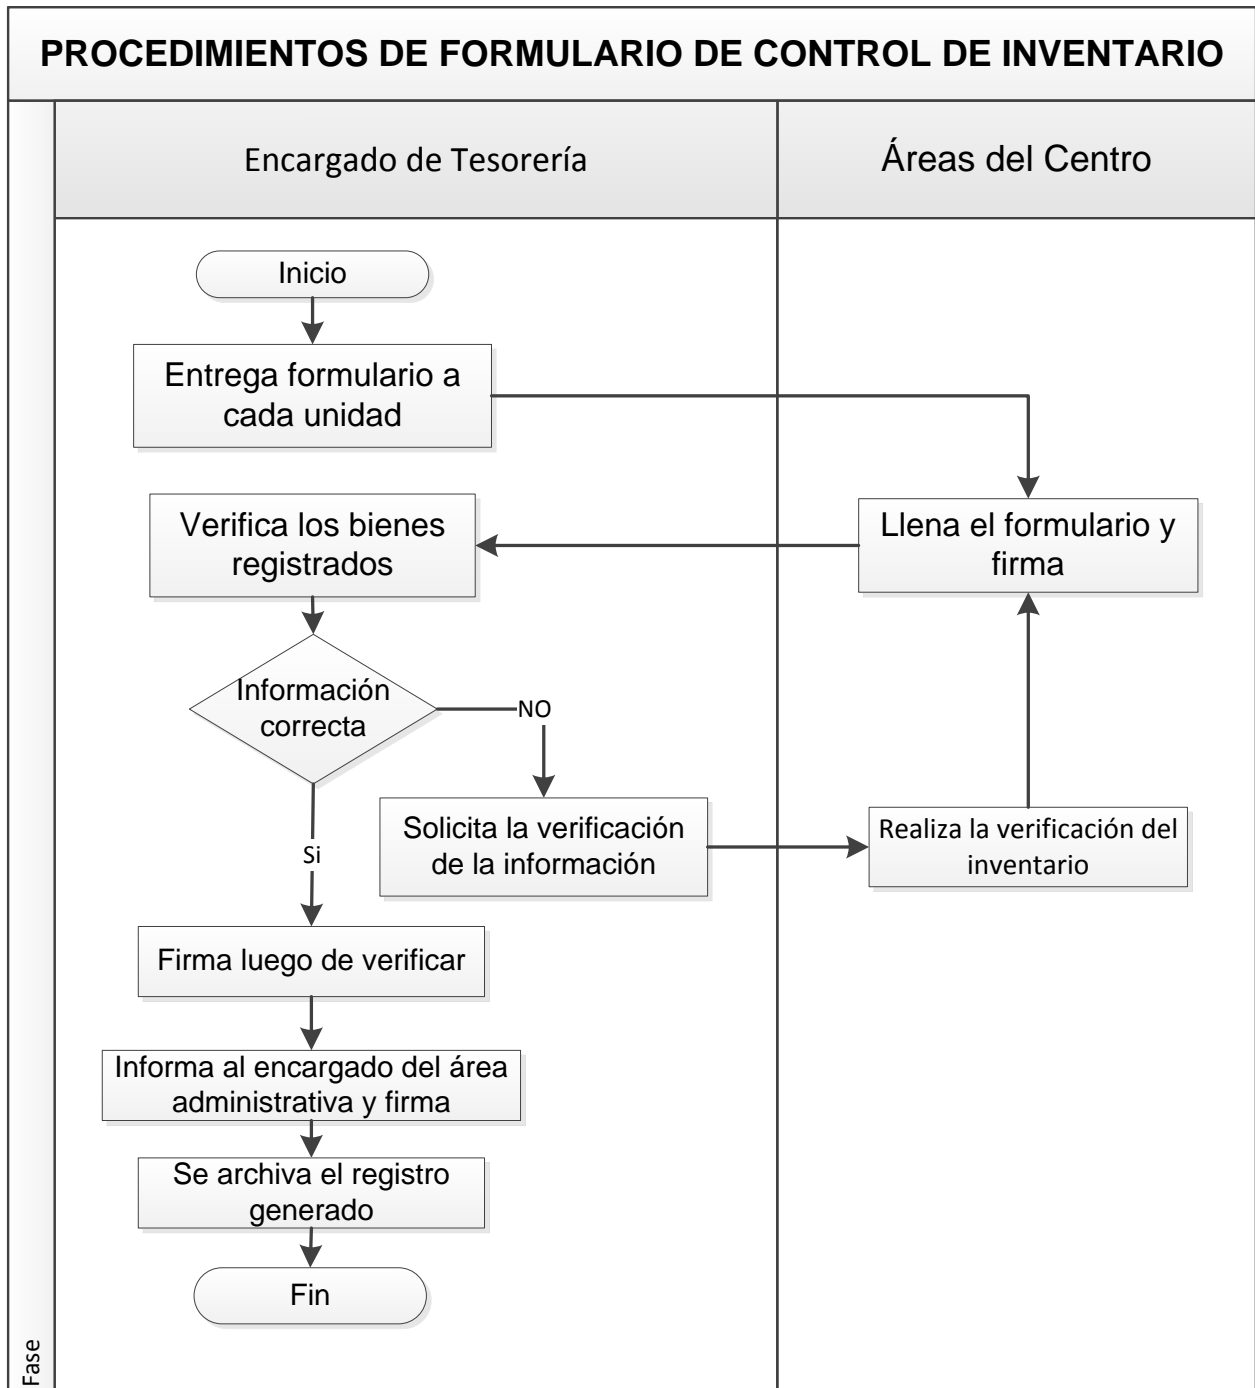 PROCEDIMIENTOS DE FORMULARIO DE CONTROL DE INVENTARIO
Encargado de Tesorería
Áreas del Centro
Inicio
Entrega formulario a
cada unidad
Verifica los bienes
registrados
Llena el formulario y
firma
Información
correcta
NO
Solicita la verificación
de la información
Realiza la verificación del
inventario
Si
Firma luego de verificar
Informa al encargado del área
administrativa y firma
Se archiva el registro
generado
Fin
Fase